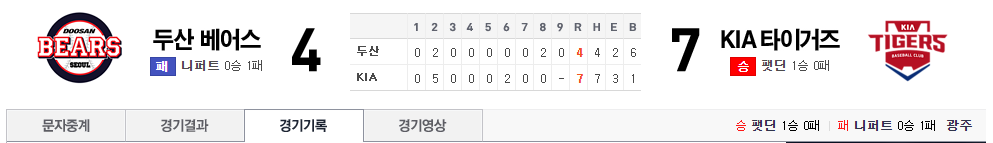 DOOSAN
BEARS
SEOUL
두산 베어스
패 니퍼트 0승 1패
4
1 2 3 4 5 6 7 8 9 R H E B
두산 0 2 0 0 0 0 0 2 0 4 4 2 6
KIA 0 5 0 0 0 2 0 0 - 7 7 3 1
7
KIA 타이거즈
승 팻딘 1승 0패
KIA
TIGERS
BASEBALL CLUB
문자중계 경기결과 경기기록 경기영상
승 팻딘 1승 0패 패 니퍼트 0승 1패 광주